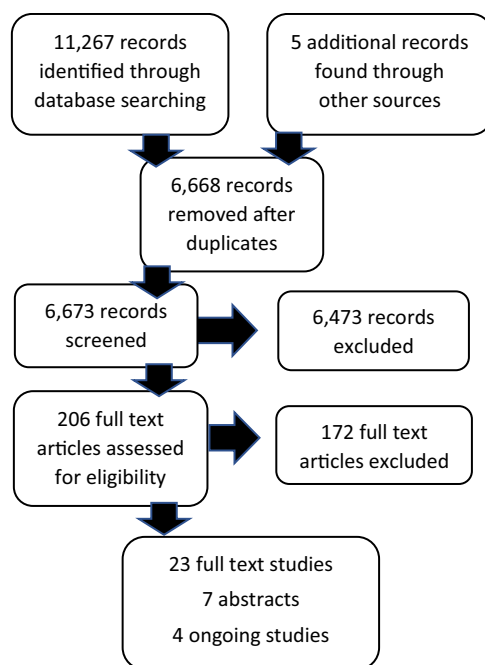 11,267 records
identified through
database searching
5 additional records
found through
other sources
6,668 records
removed after
duplicates
6,673 records
screened
6,473 records
excluded
206 full text
articles assessed
for eligibility
172 full text
articles excluded
23 full text studies
7 abstracts
4 ongoing studies